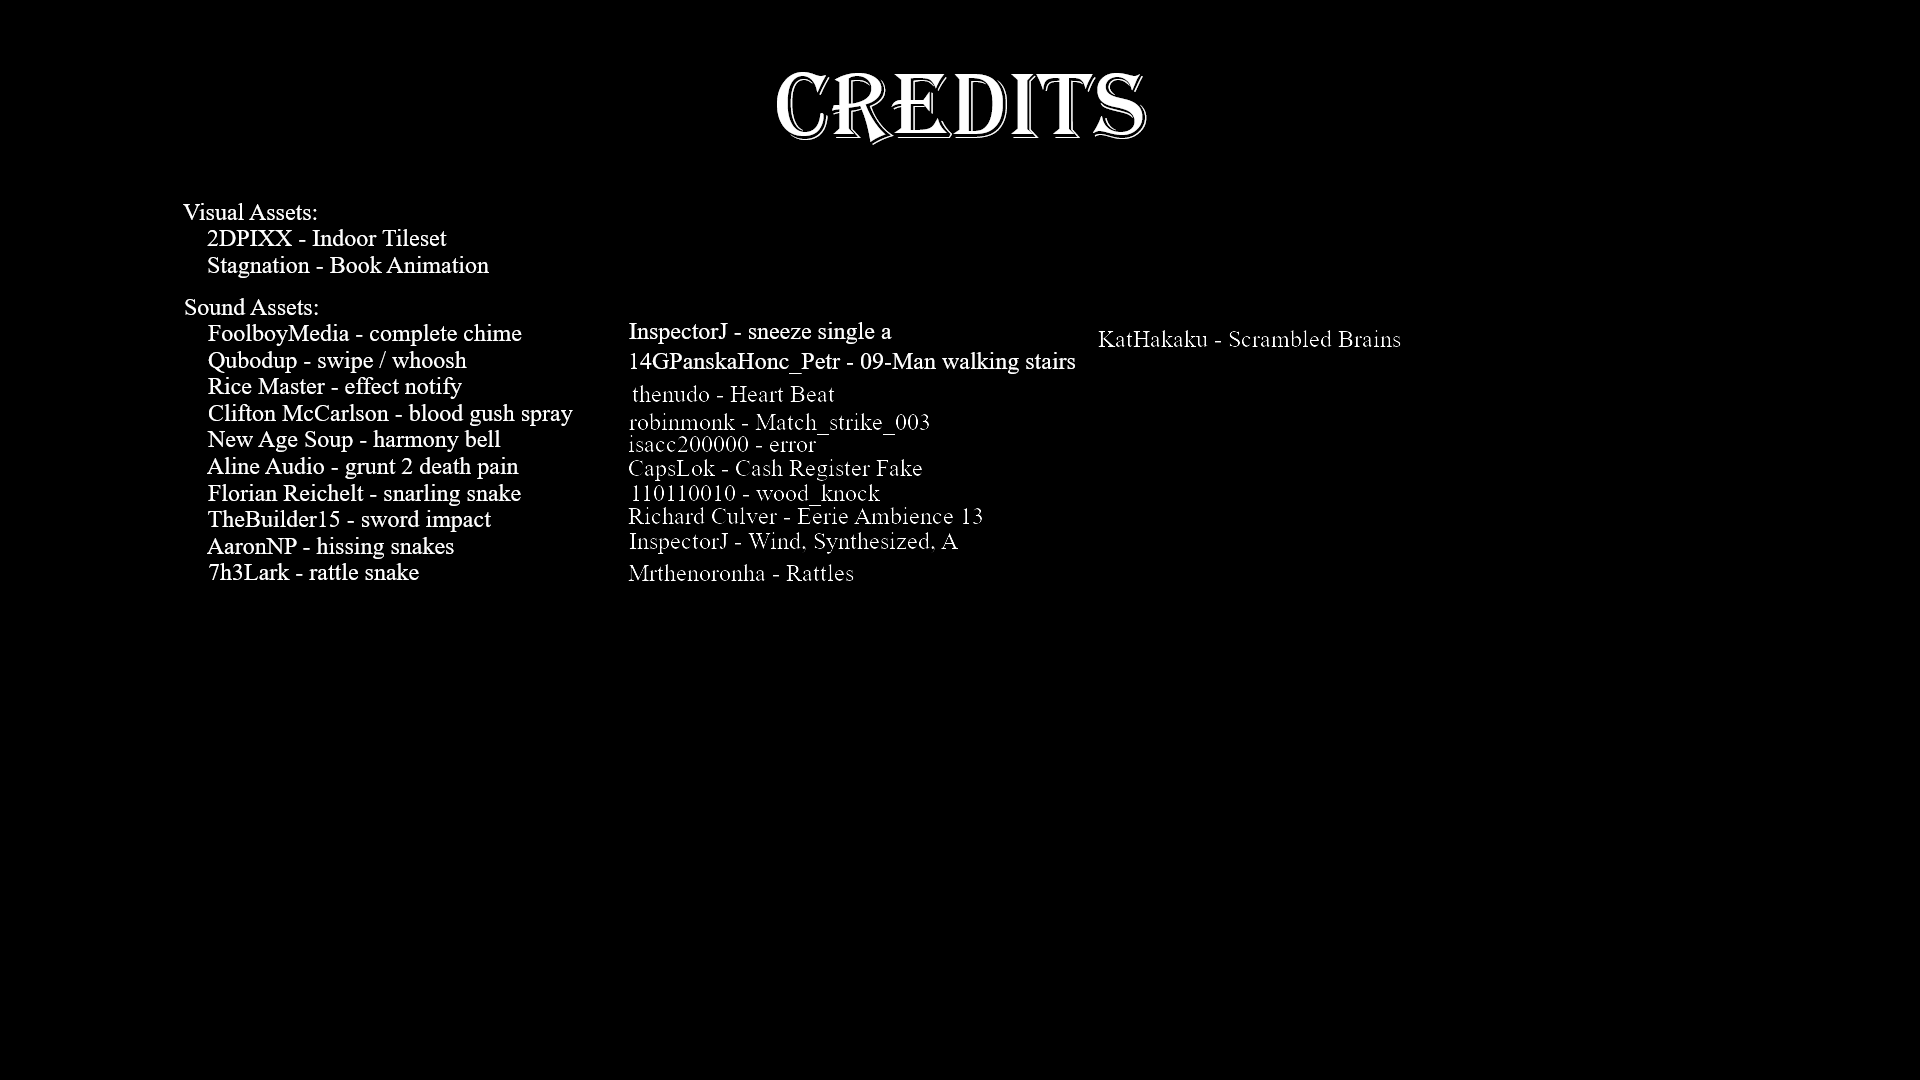 CREDITS
Visual Assets:
2DPIXX - Indoor Tileset
Stagnation - Book Animation
Sound Assets:
FoolboyMedia - complete chime
Qubodup - swipe / whoosh
Rice Master - effect notify
Clifton McCarlson - blood gush spray
New Age Soup - harmony bell
Aline Audio - grunt 2 death pain
Florian Reichelt - snarling snake
TheBuilder15 - sword impact
AaronNP - hissing snakes
7h3Lark - rattle snake
InspectorJ - sneeze single a
14GPanskaHonc_Petr - 09-Man walking stairs
thenudo - Heart Beat
robinmonk - Match_strike_003
isacc200000 - error
CapsLok - Cash Register Fake
110110010 - wood_knock
Richard Culver - Eerie Ambience 13
InspectorJ - Wind, Synthesized, A
Mrthenoronha - Rattles
KatHakaku - Scrambled Brains